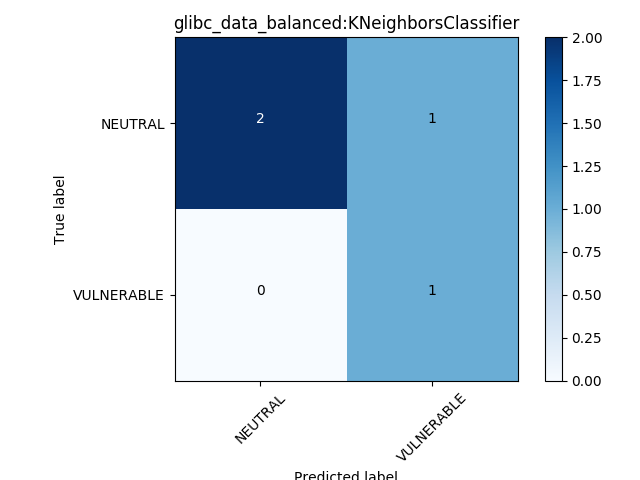 glibc_data_balanced:KNeighborsClassifier
True label
NEUTRAL
VULNERABLE
2
1
0
1
NEUTRAL
VULNERABLE
Predicted label
2.00
1.75
1.50
1.25
1.00
0.75
0.50
0.25
0.00